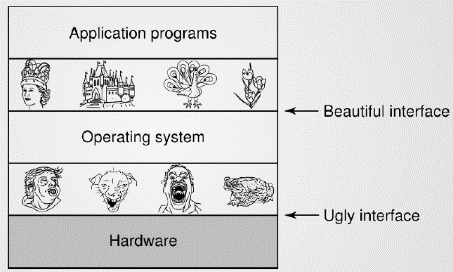 Application programs
Beautiful interface
Operating system
Ugly interface
Hardware